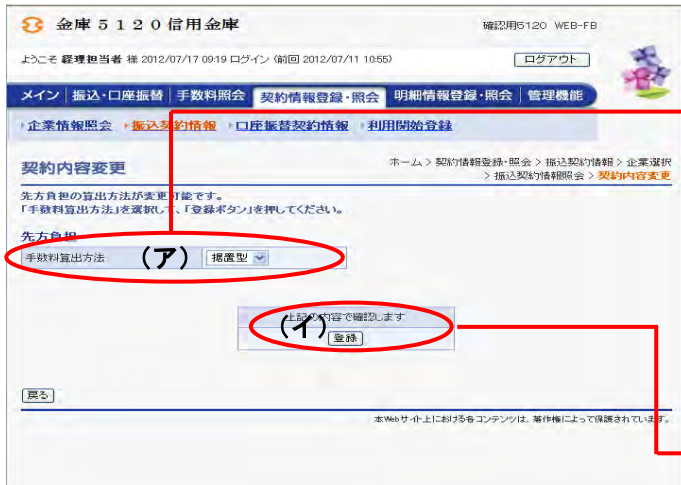 金庫５１２０信用金庫
確認用5120 WEB-FB
ようこそ 経理担当者 様 2012/07/17 09:19 ログイン (前回 2012/07/11 10:55)
ログアウト
メイン 振込・口座振替 手数料照会 契約情報登録・照会 明細情報登録・照会 管理機能
企業情報照会 振込契約情報 口座振替契約情報 利用開始登録
契約内容変更
ホーム > 契約情報登録・照会 > 振込契約情報 > 企業選択
> 振込契約情報照会 > 契約内容変更
先方負担の算出方法が変更可能です。
「手数料算出方法」を選択して、「登録ボタン」を押してください。
先方負担
手数料算出方法 (ア) 据置型
上記の内容で確認します
(イ) 登録
戻る
本Webサイト上における各コンテンツは、著作権によって保護されています。